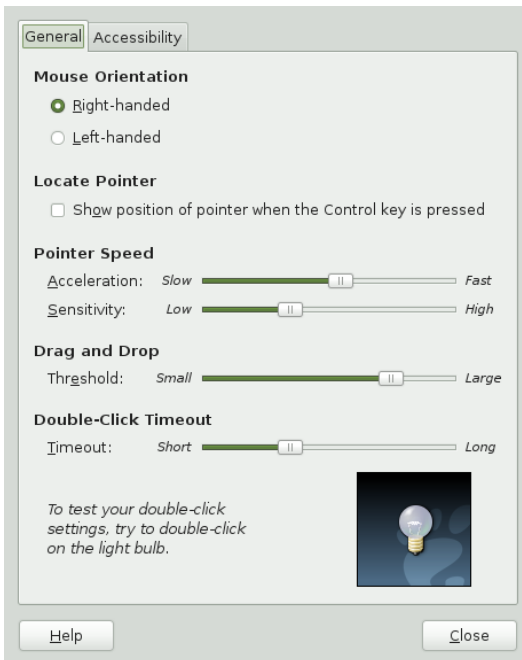 General Accessibility
Mouse Orientation
Right-handed
Left-handed
Locate Pointer
Show position of pointer when the Control key is pressed
Pointer Speed
Acceleration: Slow Fast
Sensitivity: Low High
Drag and Drop
Threshold: Small Large
Double-Click Timeout
Timeout: Short Long
To test your double-click
settings, try to double-click
on the light bulb.
Help Close